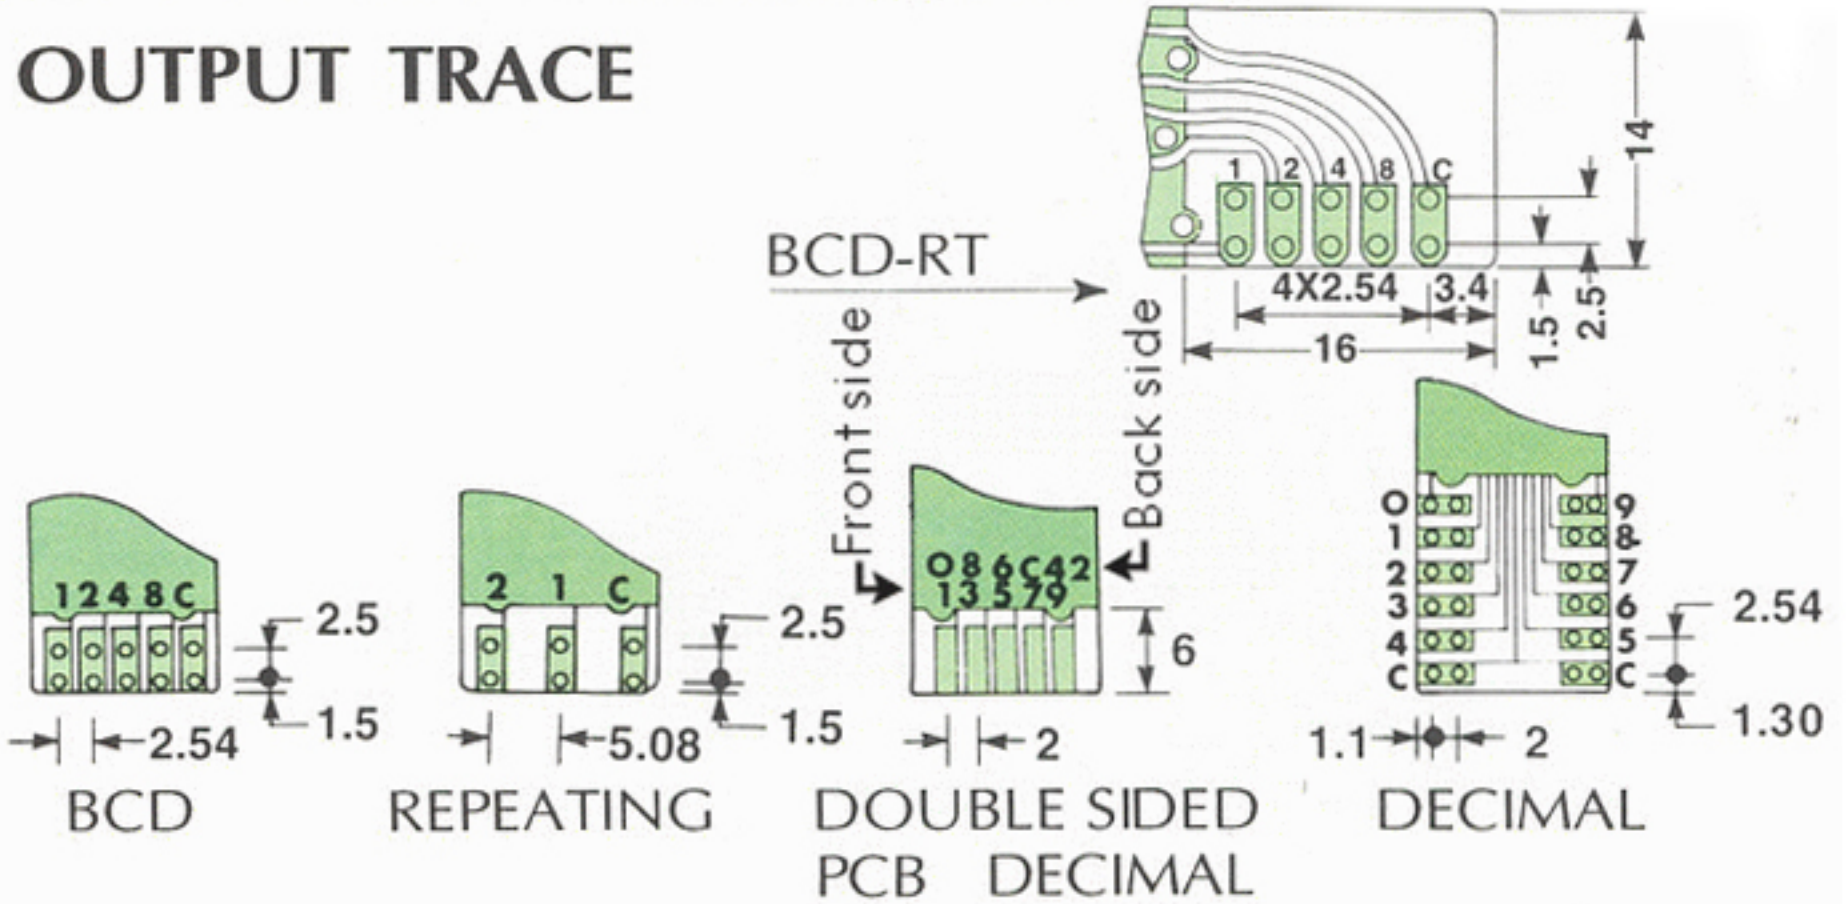 OUTPUT TRACE
1 2 4 8 C
14
BCD-RT
4X2.54 3.4
16
1.5
2.5
Front side
Back side
1 2 4 8 C
2.5
1.5
2.54
BCD
2 1 C
2.5
1.5
5.08
REPEATING
O 8 6 C 4 2
1 3 5 7 9
6
2
DOUBLE SIDED
PCB DECIMAL
O 9
1 8
2 7
3 6
4 5
C C
2.54
1.30
1.1 2
DECIMAL